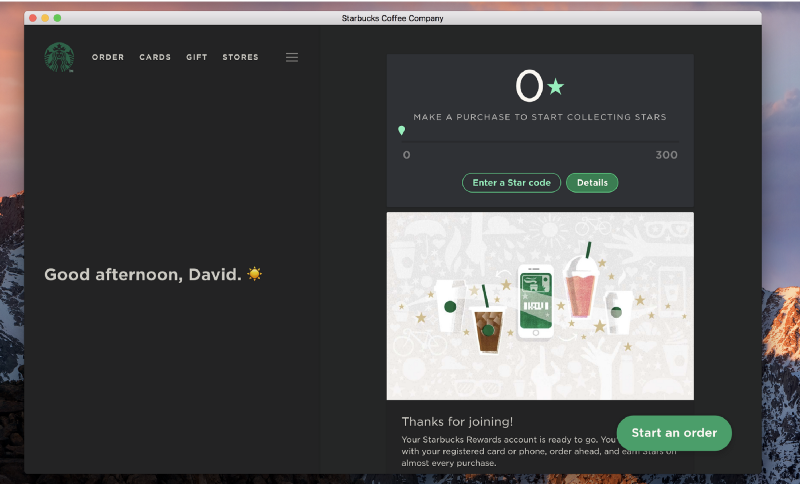 Starbucks Coffee Company
ORDER CARDS GIFT STORES
Good afternoon, David.
0
MAKE A PURCHASE TO START COLLECTING STARS
0 300
Enter a Star code Details
Thanks for joining!
Your Starbucks Rewards account is ready to go. You
with your registered card or phone, order ahead, and earn Stars on
almost every purchase.
Start an order